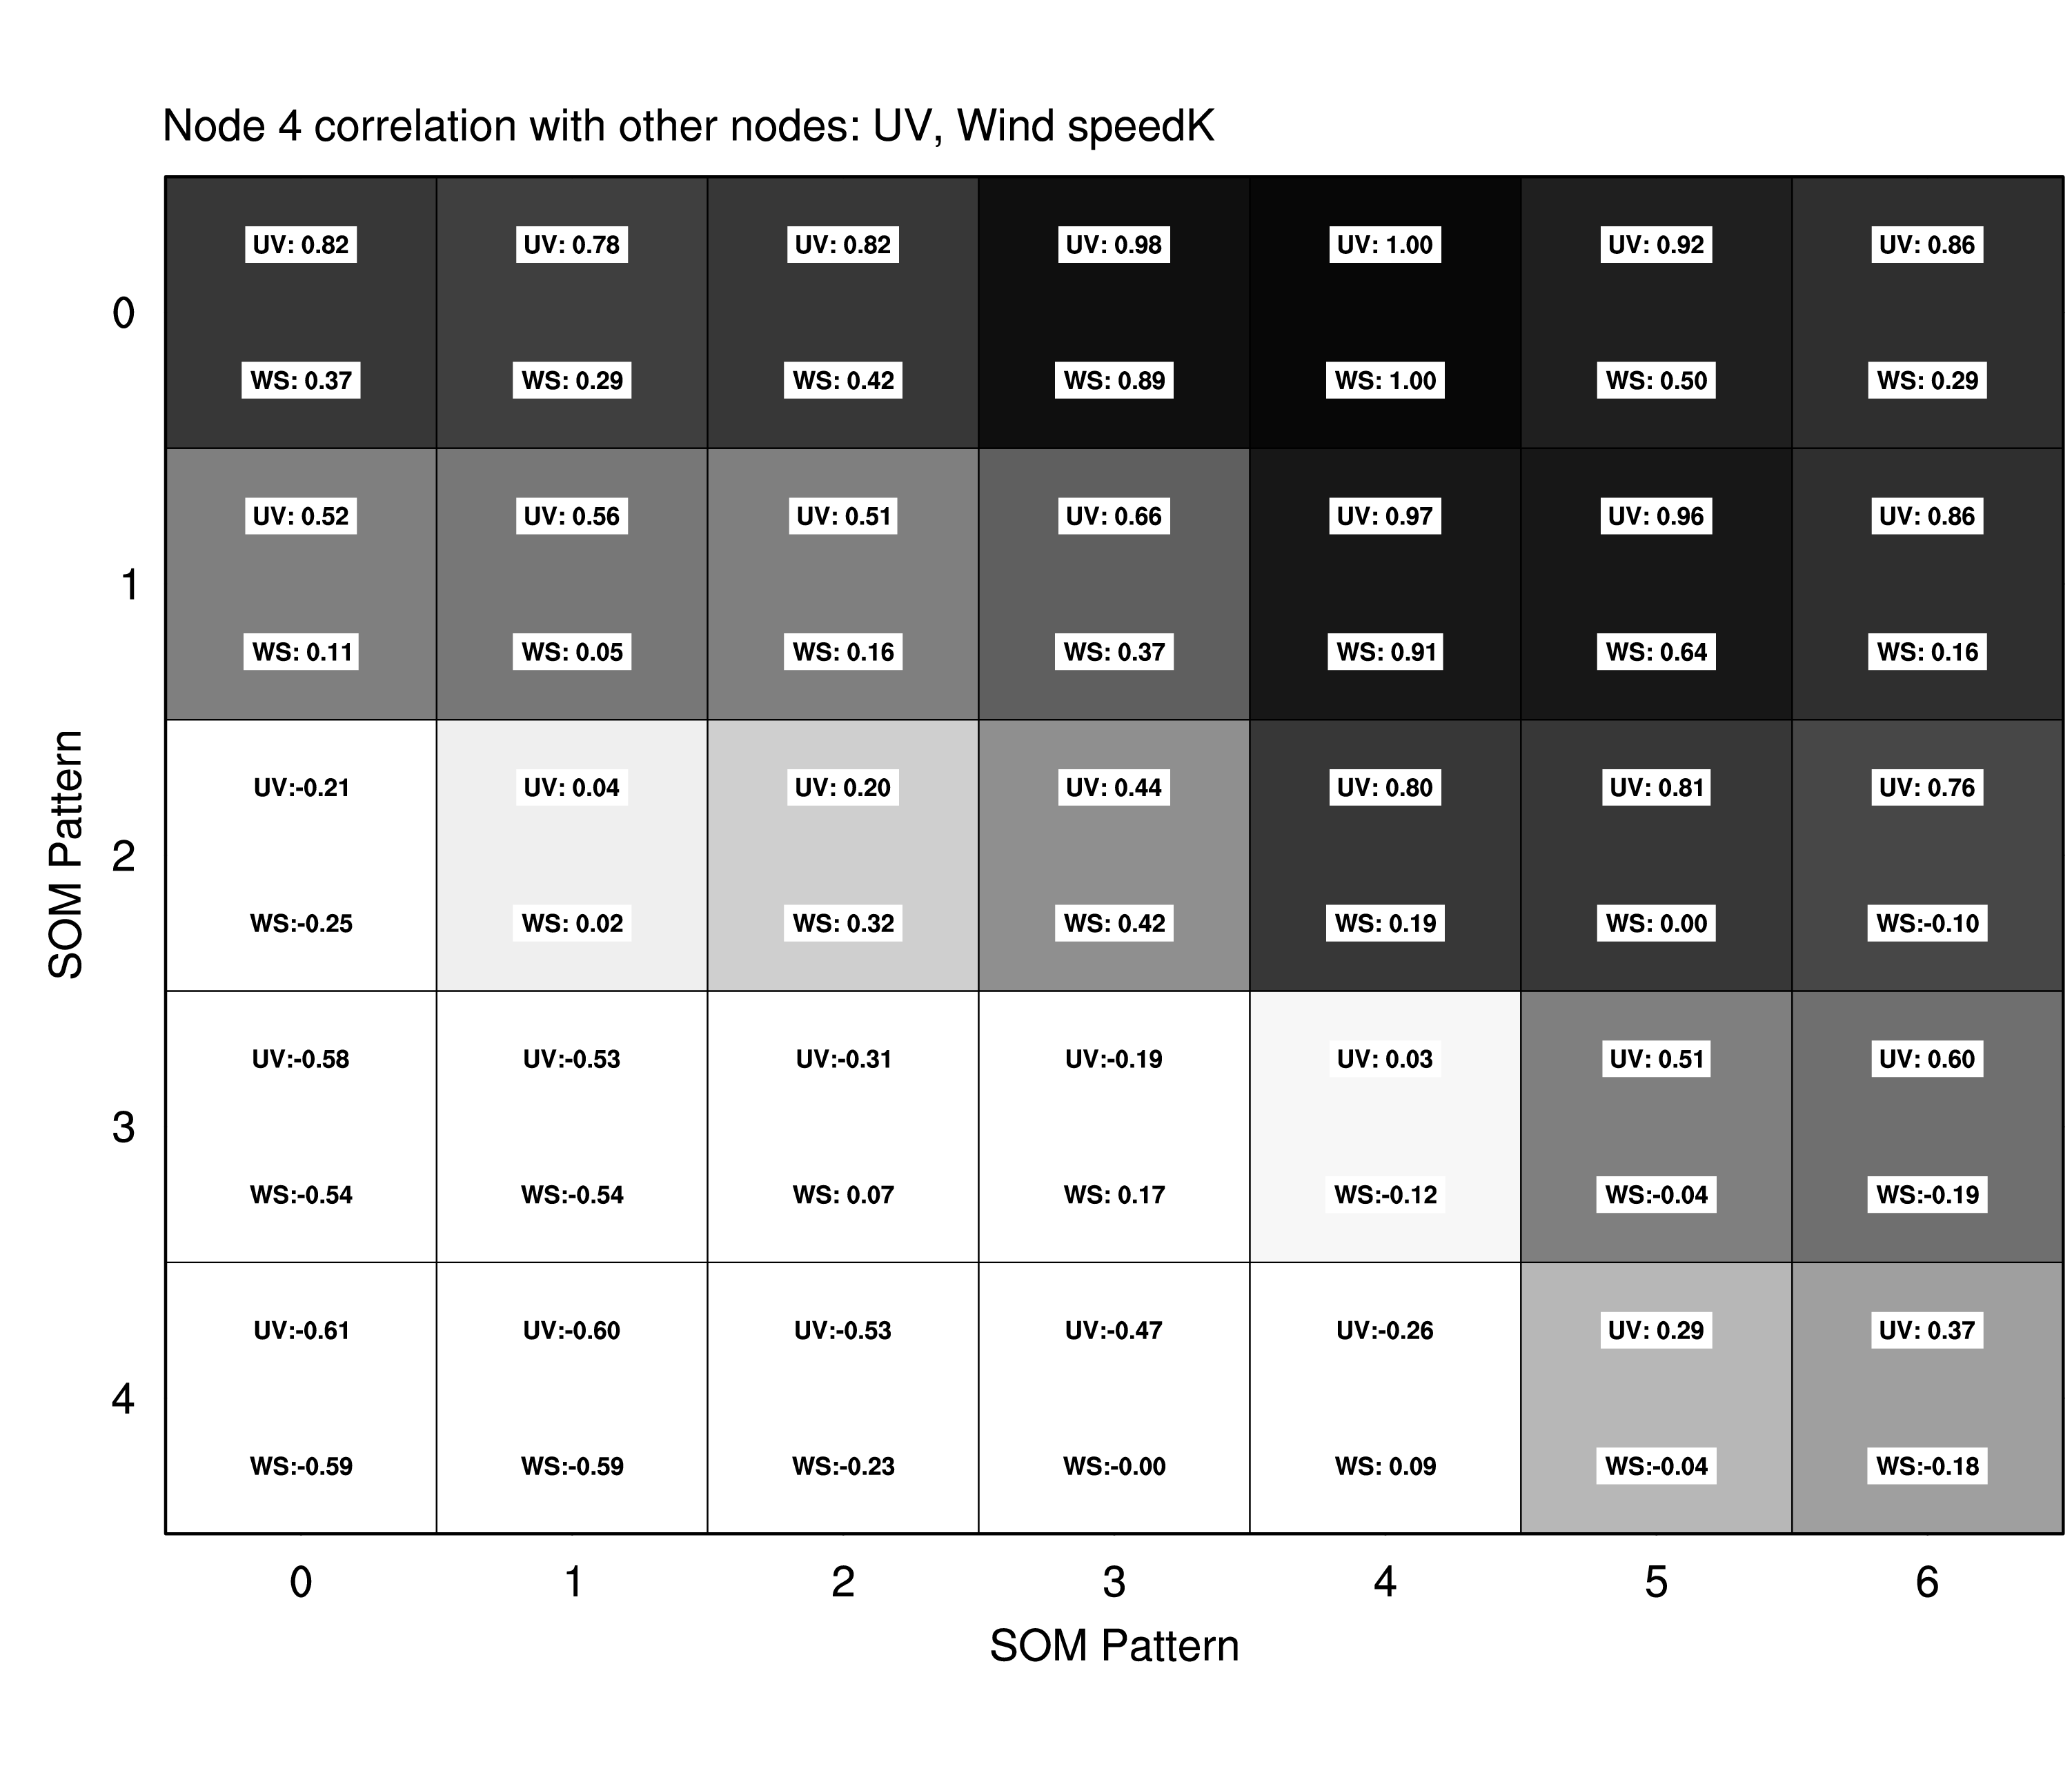 Node 4 correlation with other nodes: UV, Wind speedK
UV: 0.82 UV: 0.78 UV: 0.82 UV: 0.98 UV: 1.00 UV: 0.92 UV: 0.86
0
WS: 0.37 WS: 0.29 WS: 0.42 WS: 0.89 WS: 1.00 WS: 0.50 WS: 0.29
UV: 0.52 UV: 0.56 UV: 0.51 UV: 0.66 UV: 0.97 UV: 0.96 UV: 0.86
1
WS: 0.11 WS: 0.05 WS: 0.16 WS: 0.37 WS: 0.91 WS: 0.64 WS: 0.16
SOM Pattern
UV:-0.21 UV: 0.04 UV: 0.20 UV: 0.44 UV: 0.80 UV: 0.81 UV: 0.76
2
WS:-0.25 WS: 0.02 WS: 0.32 WS: 0.42 WS: 0.19 WS: 0.00 WS:-0.10
UV:-0.58 UV:-0.53 UV:-0.31 UV:-0.19 UV: 0.03 UV: 0.51 UV: 0.60
3
WS:-0.54 WS:-0.54 WS: 0.07 WS: 0.17 WS:-0.12 WS:-0.04 WS:-0.19
UV:-0.61 UV:-0.60 UV:-0.53 UV:-0.47 UV:-0.26 UV: 0.29 UV: 0.37
4
WS:-0.59 WS:-0.59 WS:-0.23 WS:-0.00 WS: 0.09 WS:-0.04 WS:-0.18
0 1 2 3 4 5 6
SOM Pattern